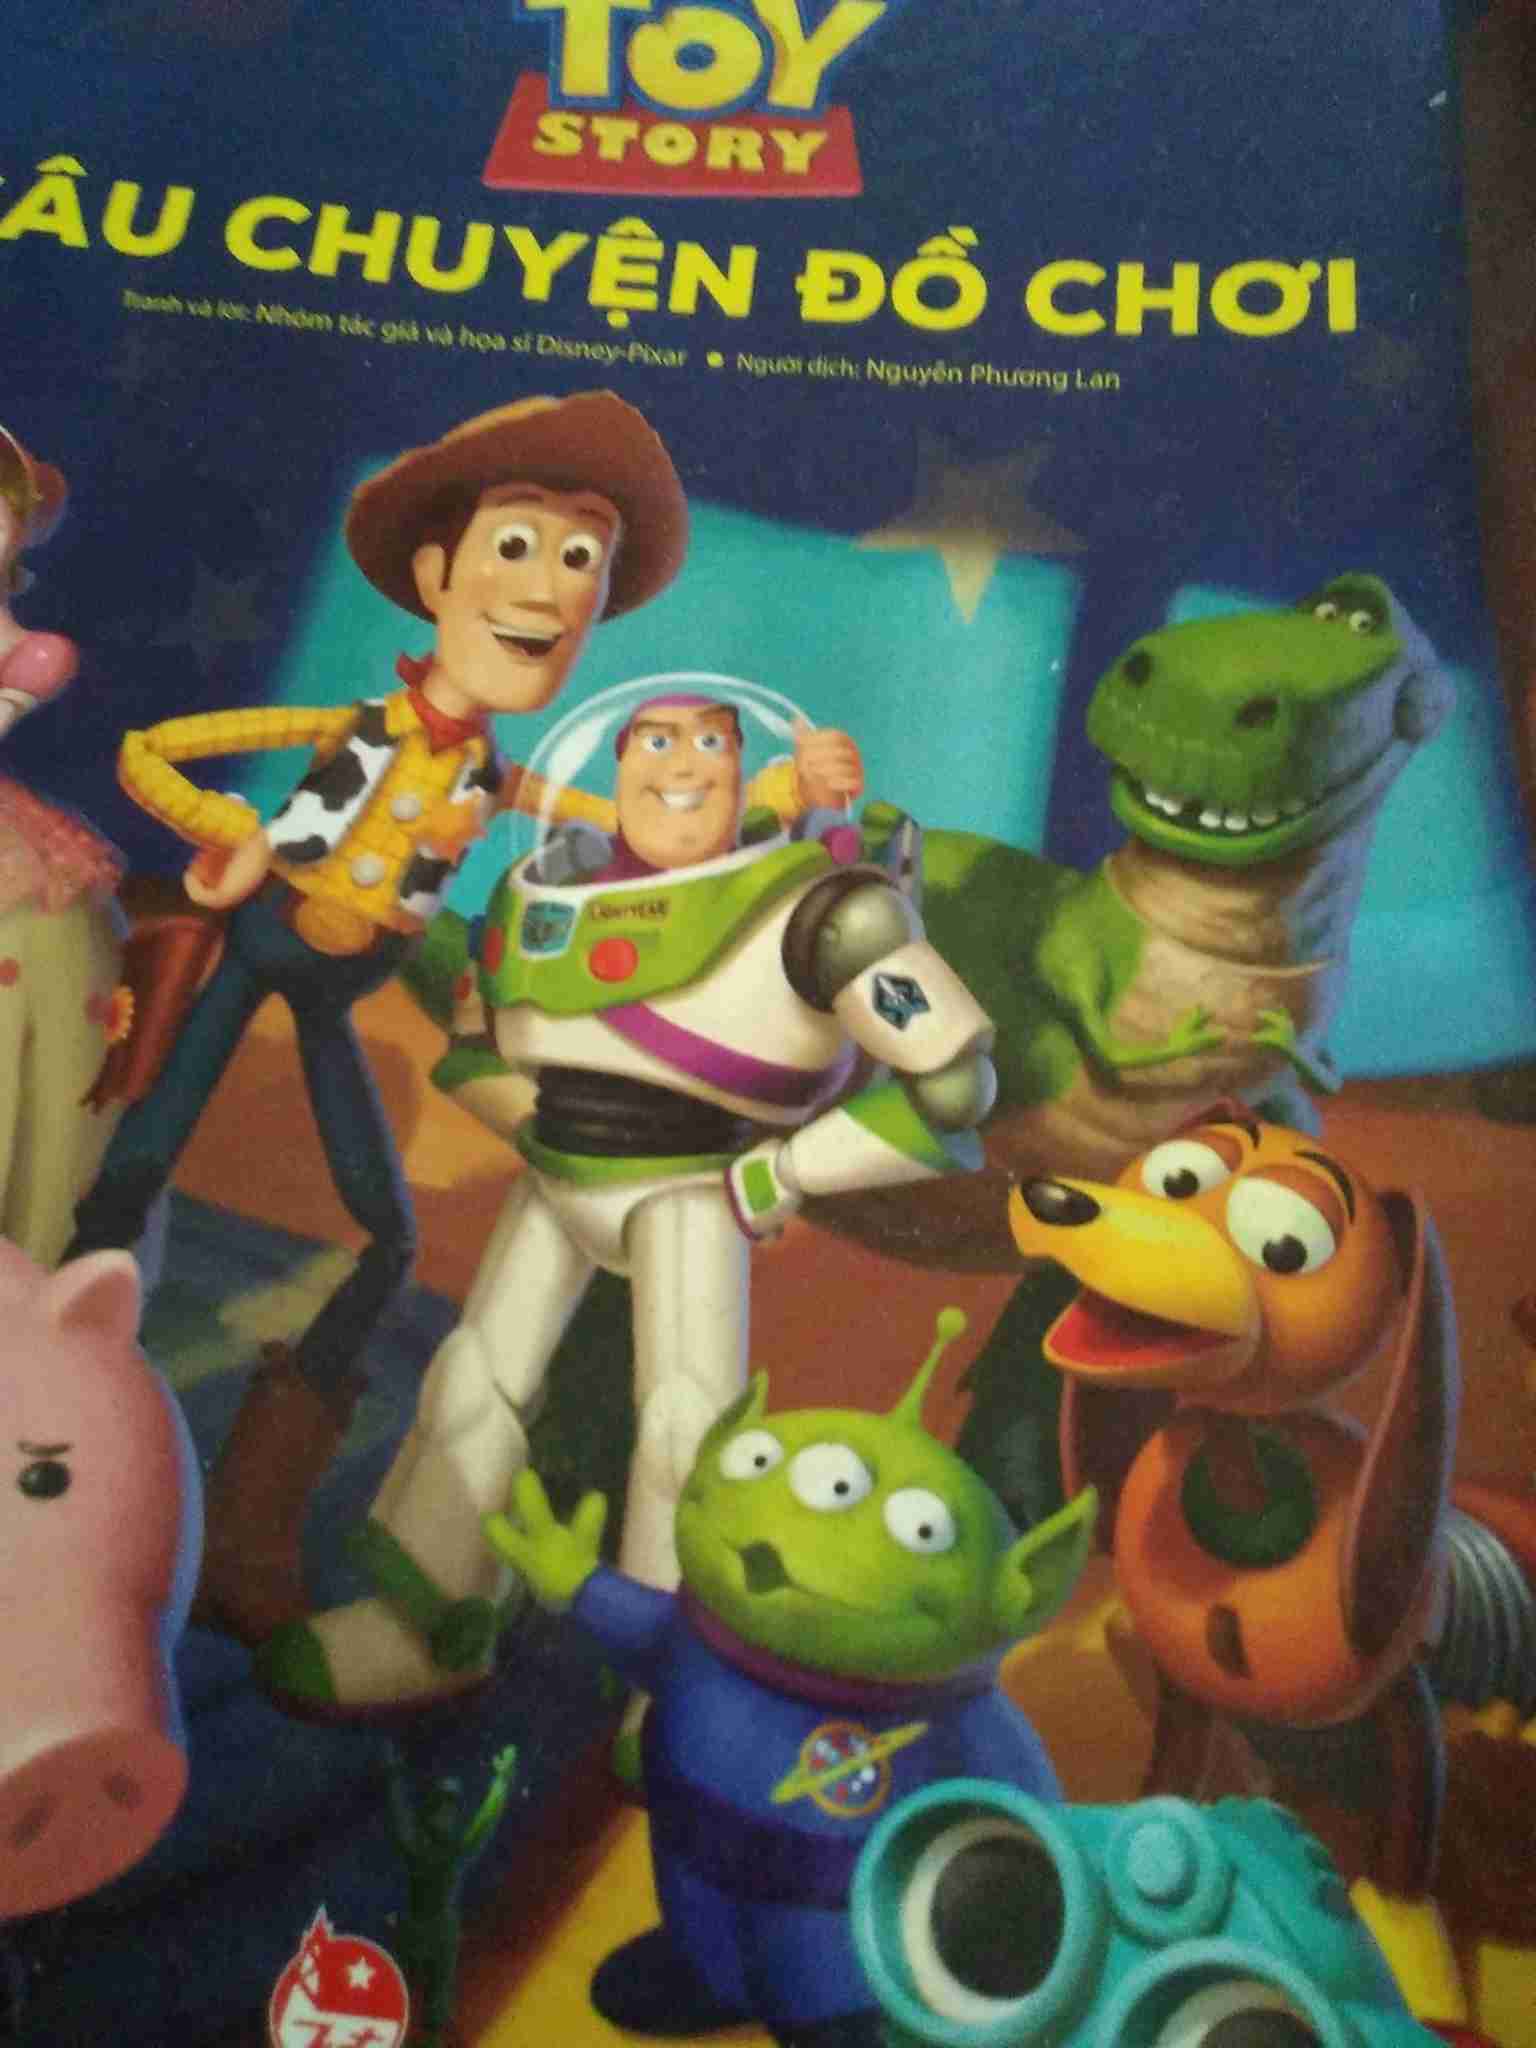 TOY
STORY
ÂU CHUYỆN ĐỒ CHƠI
Tranh và lời: Nhóm tác giả và họa sĩ Disney-Pixar • Người dịch: Nguyễn Phương Lan
LIGHTYEAR